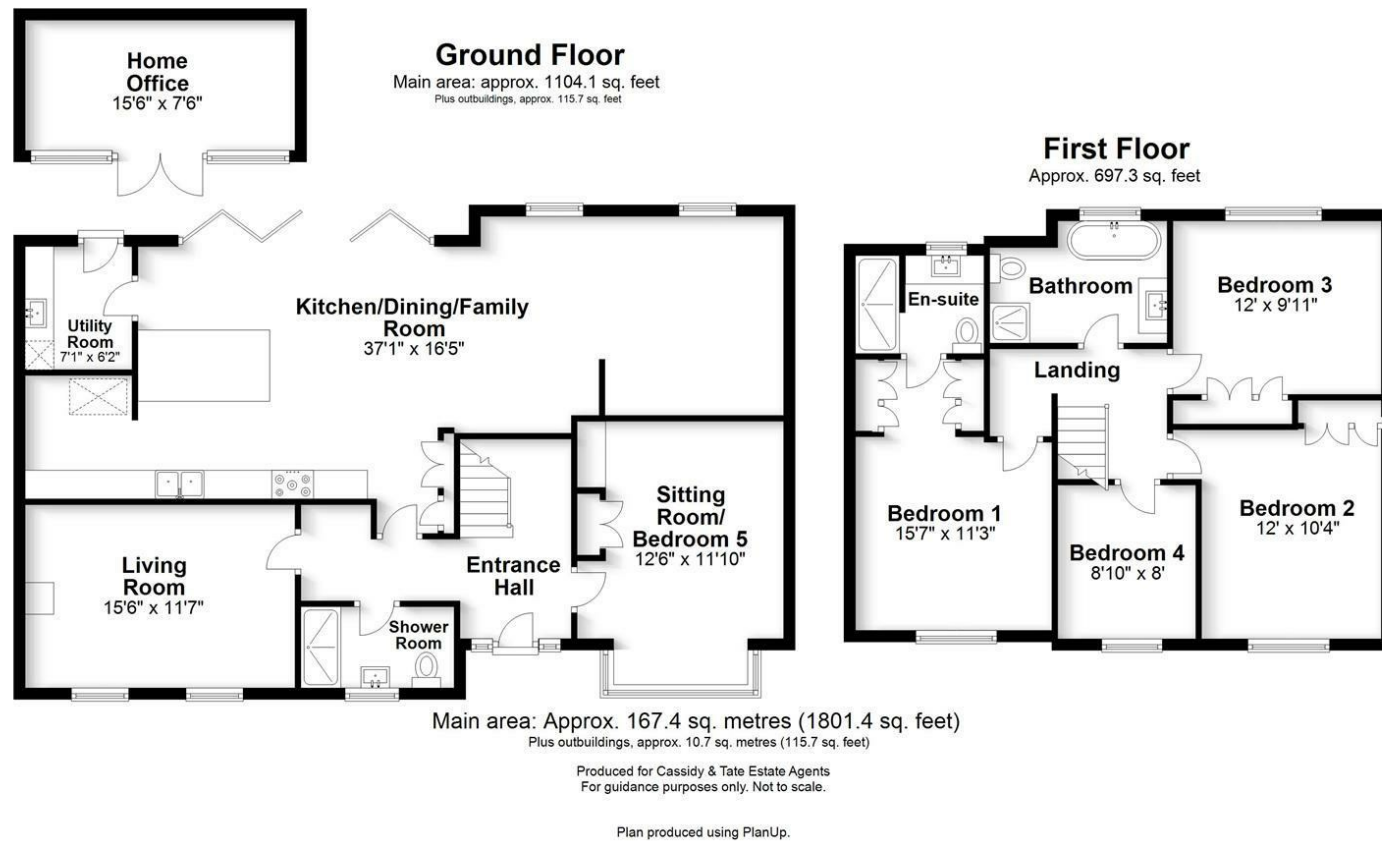 Home
Office
15'6" x 7'6"
Ground Floor
Main area: approx. 1104.1 sq. feet
Plus outbuildings, approx. 115.7 sq. feet
Utility
Room
7'1" x 6'2"
Kitchen/Dining/Family
Room
37'1" x 16'5"
Living
Room
15'6" x 11'7"
Shower
Room
Entrance
Hall
Sitting
Room/
Bedroom 5
12'6" x 11'10"
First Floor
Approx. 697.3 sq. feet
En-suite
Bathroom
Bedroom 3
12' x 9'11"
Landing
Bedroom 1
15'7" x 11'3"
Bedroom 4
8'10" x 8'
Bedroom 2
12' x 10'4"
Main area: Approx. 167.4 sq. metres (1801.4 sq. feet)
Plus outbuildings, approx. 10.7 sq. metres (115.7 sq. feet)
Produced for Cassidy & Tate Estate Agents
For guidance purposes only. Not to scale.
Plan produced using PlanUp.